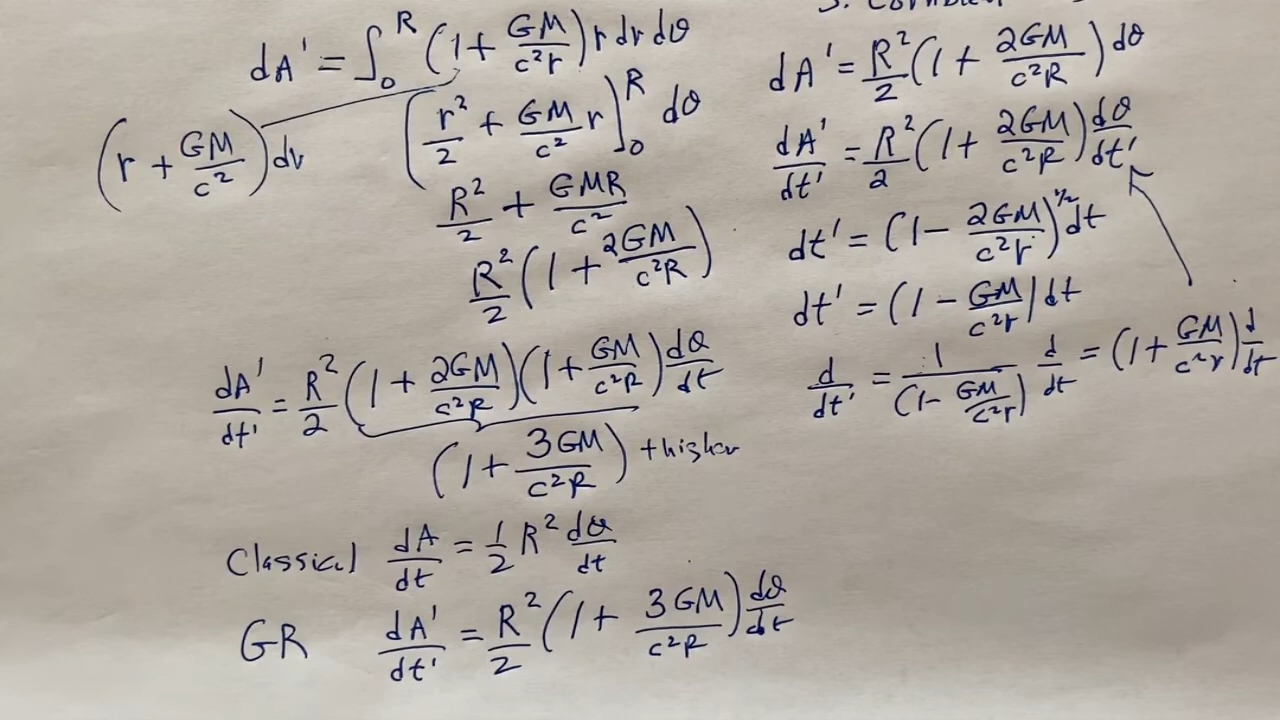 dA' = ∫₀ᴿ (1 + GM/c²r) r dr dθ
(r + GM/c²) dr
(r²/2 + GM/c² r]₀ᴿ dθ
R²/2 + GMR/c²
R²/2 (1 + 2GM/c²R)
dA'/dt' = R²/2 (1 + 2GM/c²R)(1 + GM/c²R) dθ/dt
(1 + 3GM/c²R) + higher
Classical dA/dt = 1/2 R² dθ/dt
GR dA'/dt' = R²/2 (1 + 3GM/c²R) dθ/dt
dA' = R²/2 (1 + 2GM/c²R) dθ
dA'/dt' = R²/2 (1 + 2GM/c²R) dθ/dt'
dt' = (1 - 2GM/c²r)^1/2 dt
dt' = (1 - GM/c²r) dt
d/dt' = 1/(1 - GM/c²r) d/dt = (1 + GM/c²r) d/dt